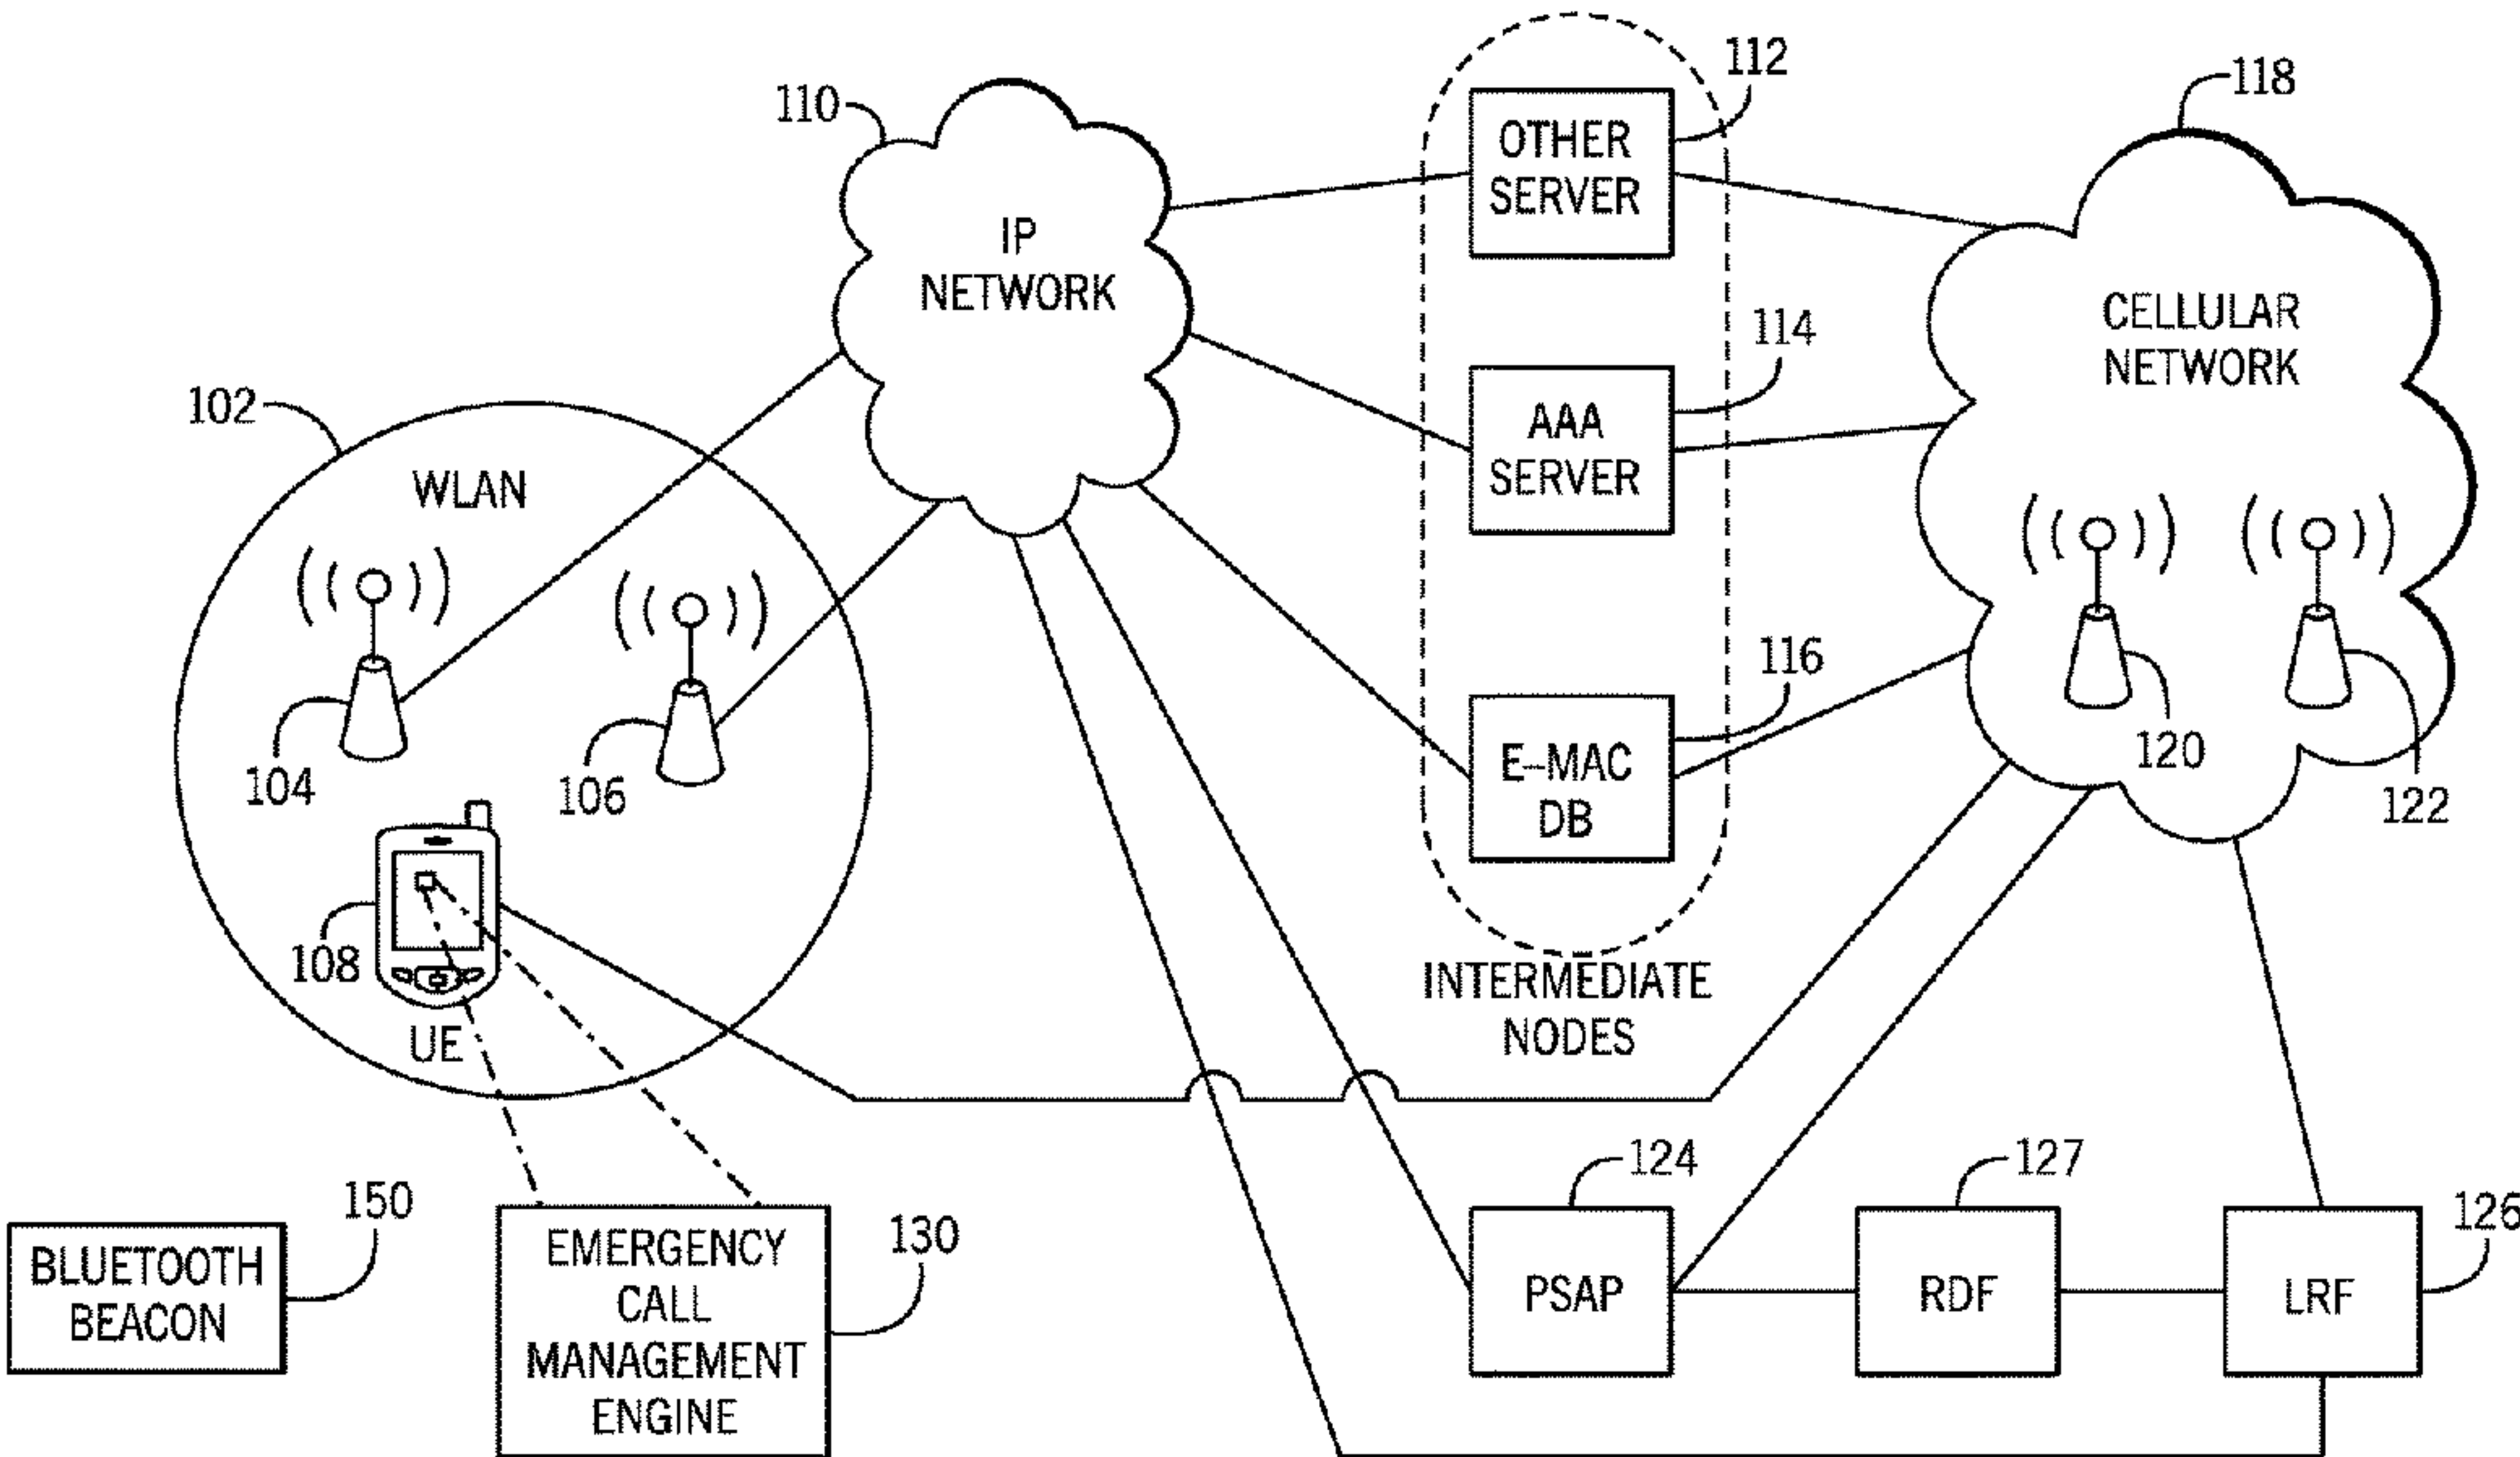 112
118
110
OTHER
SERVER
IP
NETWORK
CELLULAR
NETWORK
114
102
AAA
SERVER
WLAN
116
104
106
E-MAC
DB
120
122
108
UE
INTERMEDIATE
NODES
124
127
126
150
130
BLUETOOTH
BEACON
EMERGENCY
CALL
MANAGEMENT
ENGINE
PSAP
RDF
LRF